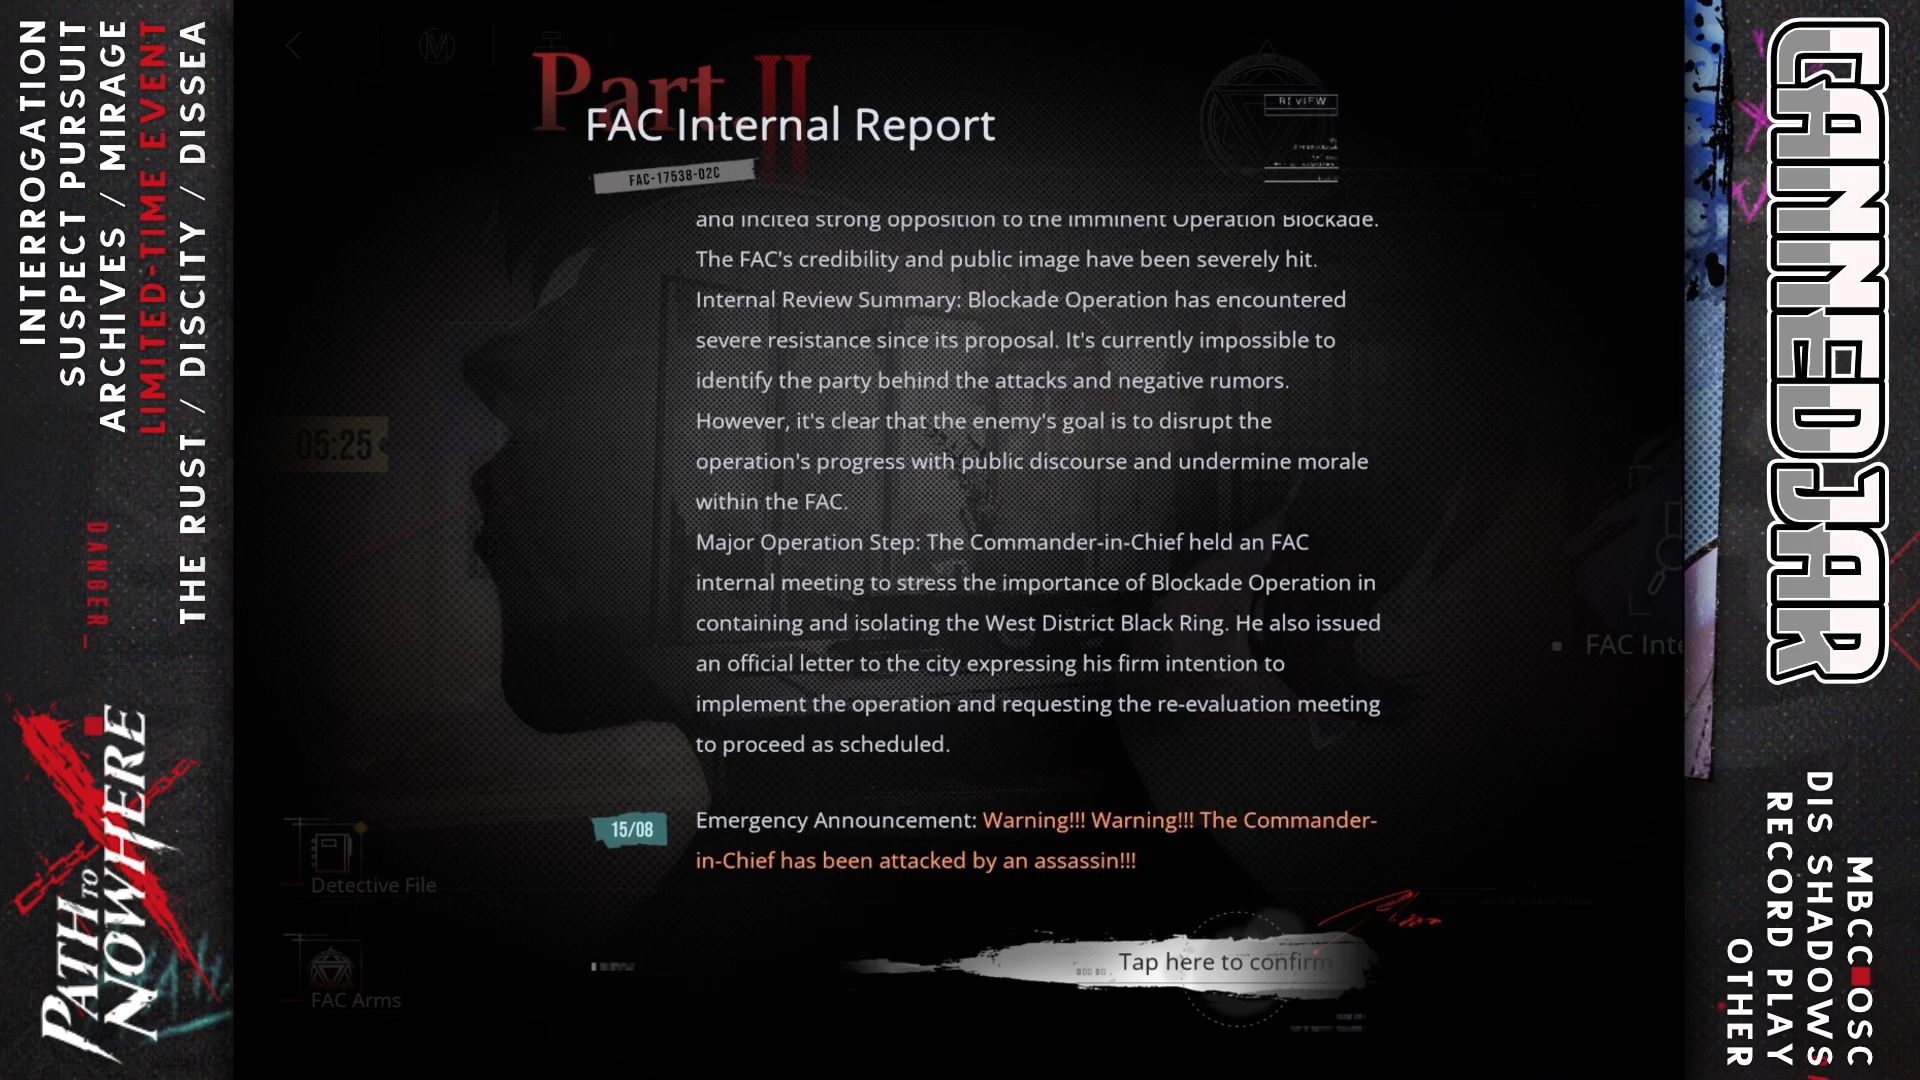 INTERROGATION
SUSPECT PURSUIT
ARCHIVES / MIRAGE
LIMITED-TIME EVENT
THE RUST / DISCITY / DISSEA
DANGER
PATH TO NOWHERE
Part II
FAC Internal Report
FAC-17538-02C
REVIEW
and incited strong opposition to the imminent Operation Blockade.
The FAC's credibility and public image have been severely hit.
Internal Review Summary: Blockade Operation has encountered
severe resistance since its proposal. It's currently impossible to
identify the party behind the attacks and negative rumors.
However, it's clear that the enemy's goal is to disrupt the
operation's progress with public discourse and undermine morale
within the FAC.
Major Operation Step: The Commander-in-Chief held an FAC
internal meeting to stress the importance of Blockade Operation in
containing and isolating the West District Black Ring. He also issued
an official letter to the city expressing his firm intention to
implement the operation and requesting the re-evaluation meeting
to proceed as scheduled.
15/08
Emergency Announcement: Warning!!! Warning!!! The Commander-
in-Chief has been attacked by an assassin!!!
Tap here to confirm
05:25
Detective File
FAC Arms
FAC Inte
CANNEDJAR
MBCC OSC
DIS SHADOWS
RECORD PLAY
OTHER